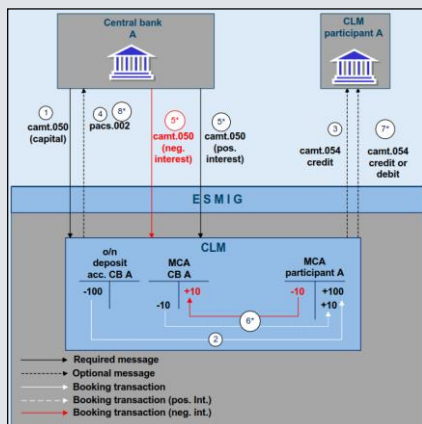 Central bank
A
CLM
participant A
1
camt.050
(capital)
4
8*
pacs.002
5*
camt.050
(neg.
interest)
5*
camt.050
(pos.
interest)
3
camt.054
credit
7*
camt.054
credit or
debit
ESMIG
CLM
o/n
deposit
acc. CB A
MCA
CB A
MCA
participant A
-100
+10
-10
-10
+100
+10
6*
2
Required message
Optional message
Booking transaction
Booking transaction (pos. Int.)
Booking transaction (neg. int.)